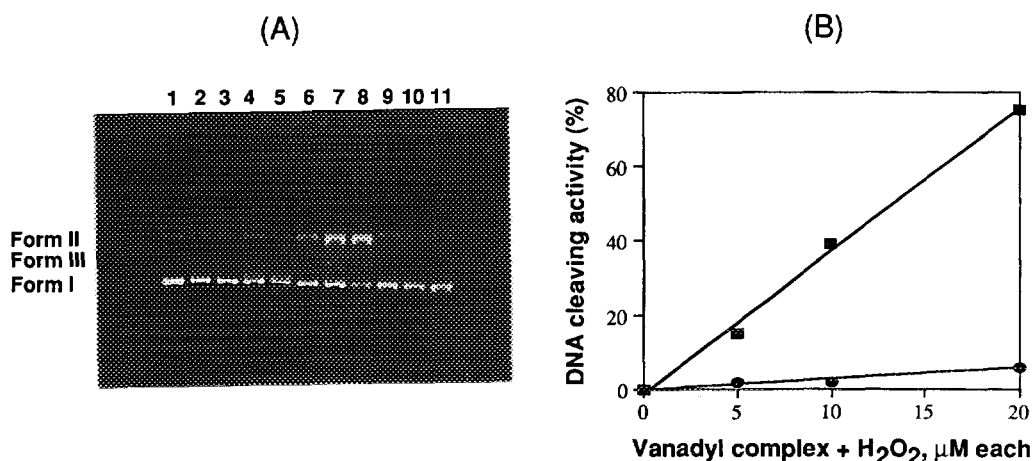 (A)
1 2 3 4 5 6 7 8 9 10 11
Form II
Form III
Form I
(B)
DNA cleaving activity (%)
80
60
40
20
0
0 5 10 15 20
Vanadyl complex + H2O2, μM each